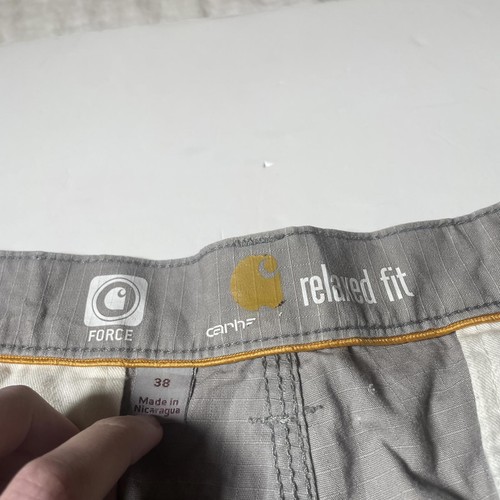 FORCE
carh
relaxed fit
38
Made in
Nicaragua